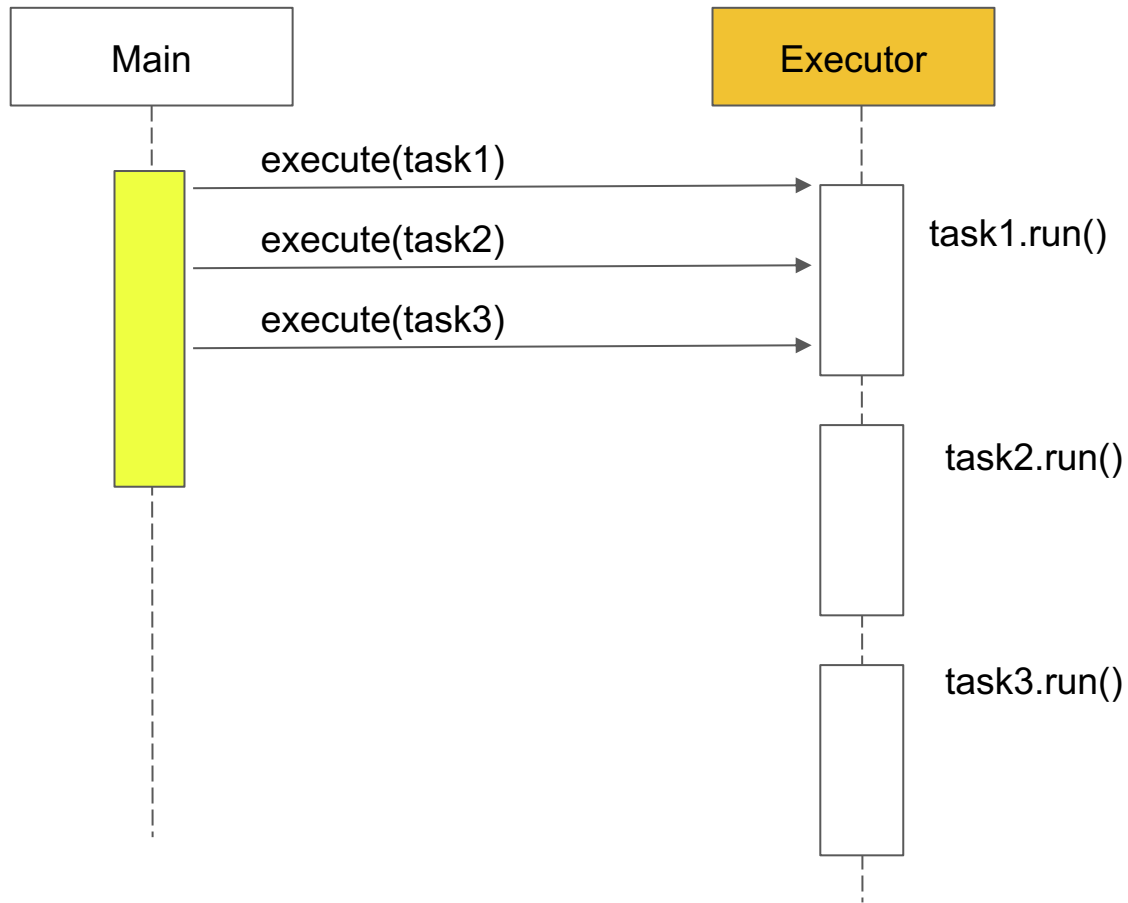 Main
Executor
execute(task1)
task1.run()
execute(task2)
execute(task3)
task2.run()
task3.run()